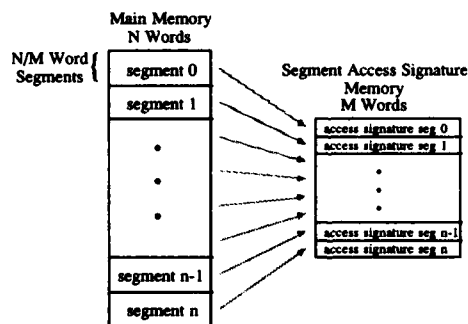 Main Memory
N Words
N/M Word
Segments
segment 0
segment 1
segment n-1
segment n
Segment Access Signature
Memory
M Words
access signature seg 0
access signature seg 1
access signature seg n-1
access signature seg n